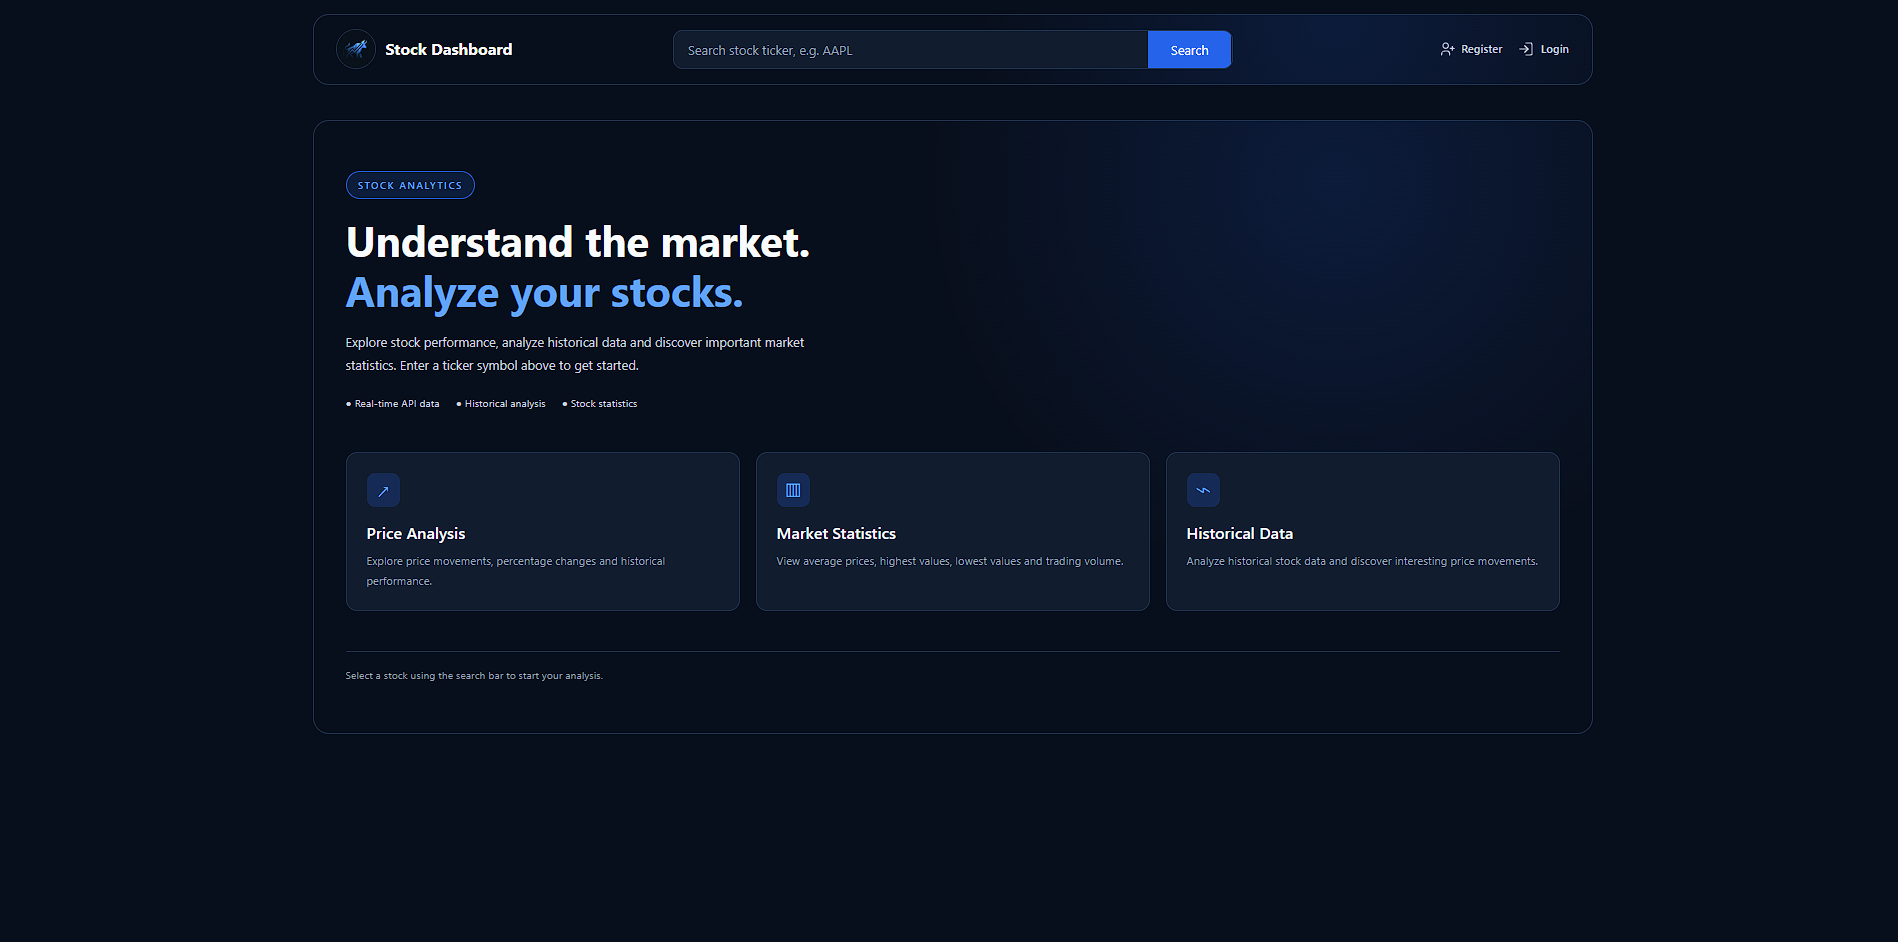 Stock Dashboard
Search stock ticker, e.g. AAPL
Search
Register
Login
STOCK ANALYTICS
Understand the market.
Analyze your stocks.
Explore stock performance, analyze historical data and discover important market
statistics. Enter a ticker symbol above to get started.
● Real-time API data ● Historical analysis ● Stock statistics
Price Analysis
Explore price movements, percentage changes and historical
performance.
Market Statistics
View average prices, highest values, lowest values and trading volume.
Historical Data
Analyze historical stock data and discover interesting price movements.
Select a stock using the search bar to start your analysis.